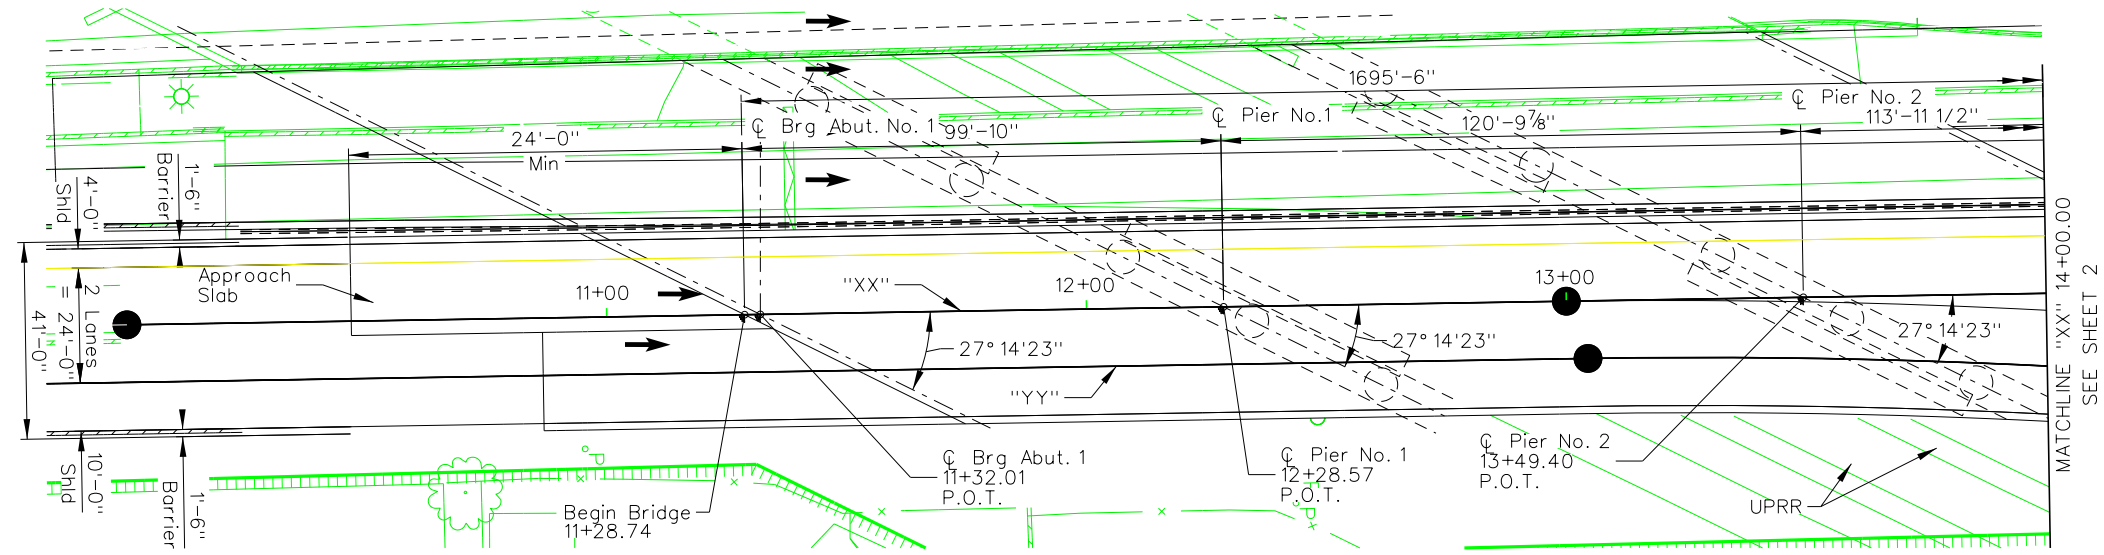 1695'-6"
℄ Pier No. 2
113'-11 1/2"
℄ Pier No.1
120'-9⅞"
℄ Brg Abut. No. 1
99'-10"
24'-0"
Min
1'-6"
Barrier
4'-0"
Shld
Approach
Slab
2 Lanes
= 24'-0"
41'-0"
11+00
"XX"
12+00
13+00
27° 14'23"
27° 14'23"
27° 14'23"
"YY"
MATCHLINE "XX" 14+00.00
SEE SHEET 2
10'-0"
Shld
1'-6"
Barrier
Begin Bridge
11+28.74
℄ Brg Abut. 1
11+32.01
P.O.T.
℄ Pier No. 1
12+28.57
P.O.T.
℄ Pier No. 2
13+49.40
P.O.T.
UPRR
P
P